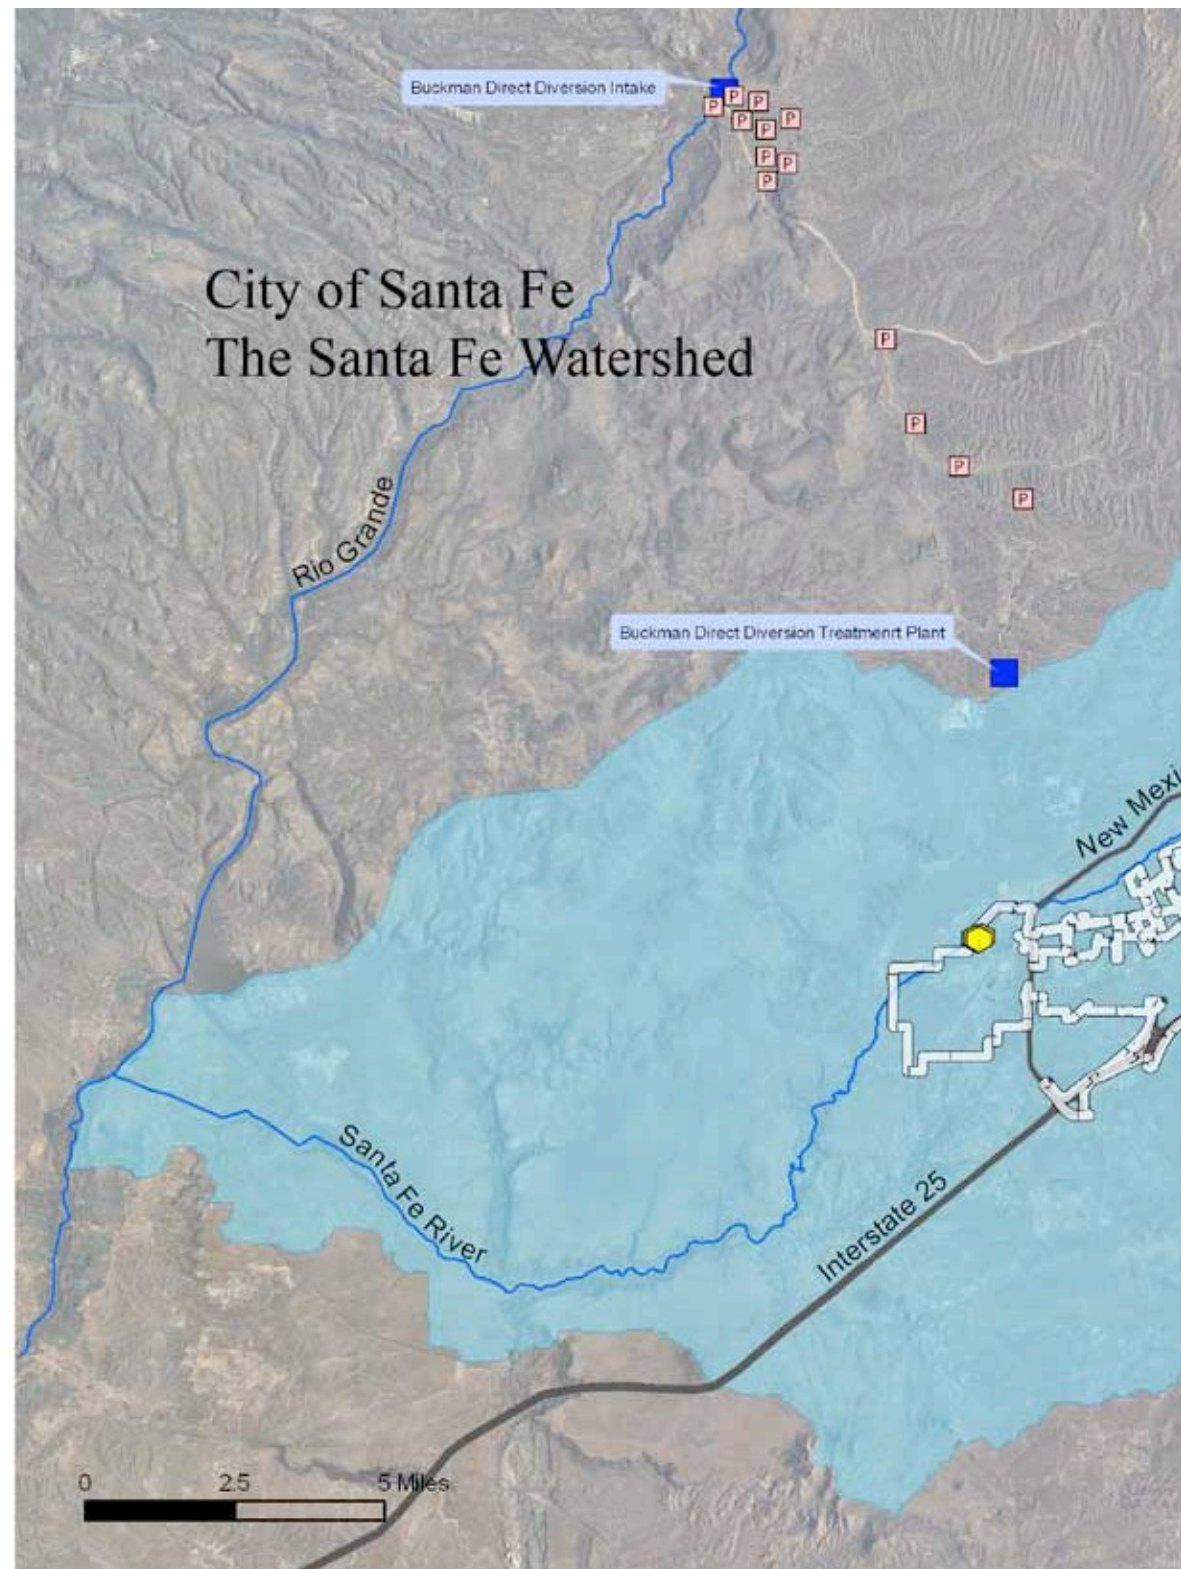 Buckman Direct Diversion Intake
P
P
P
P
P
P
P
P
P
City of Santa Fe
The Santa Fe Watershed
P
P
P
P
Rio Grande
Buckman Direct Diversion Treatmenrt Plant
New Mexi
Santa Fe River
Interstate 25
0 2.5 5 Miles